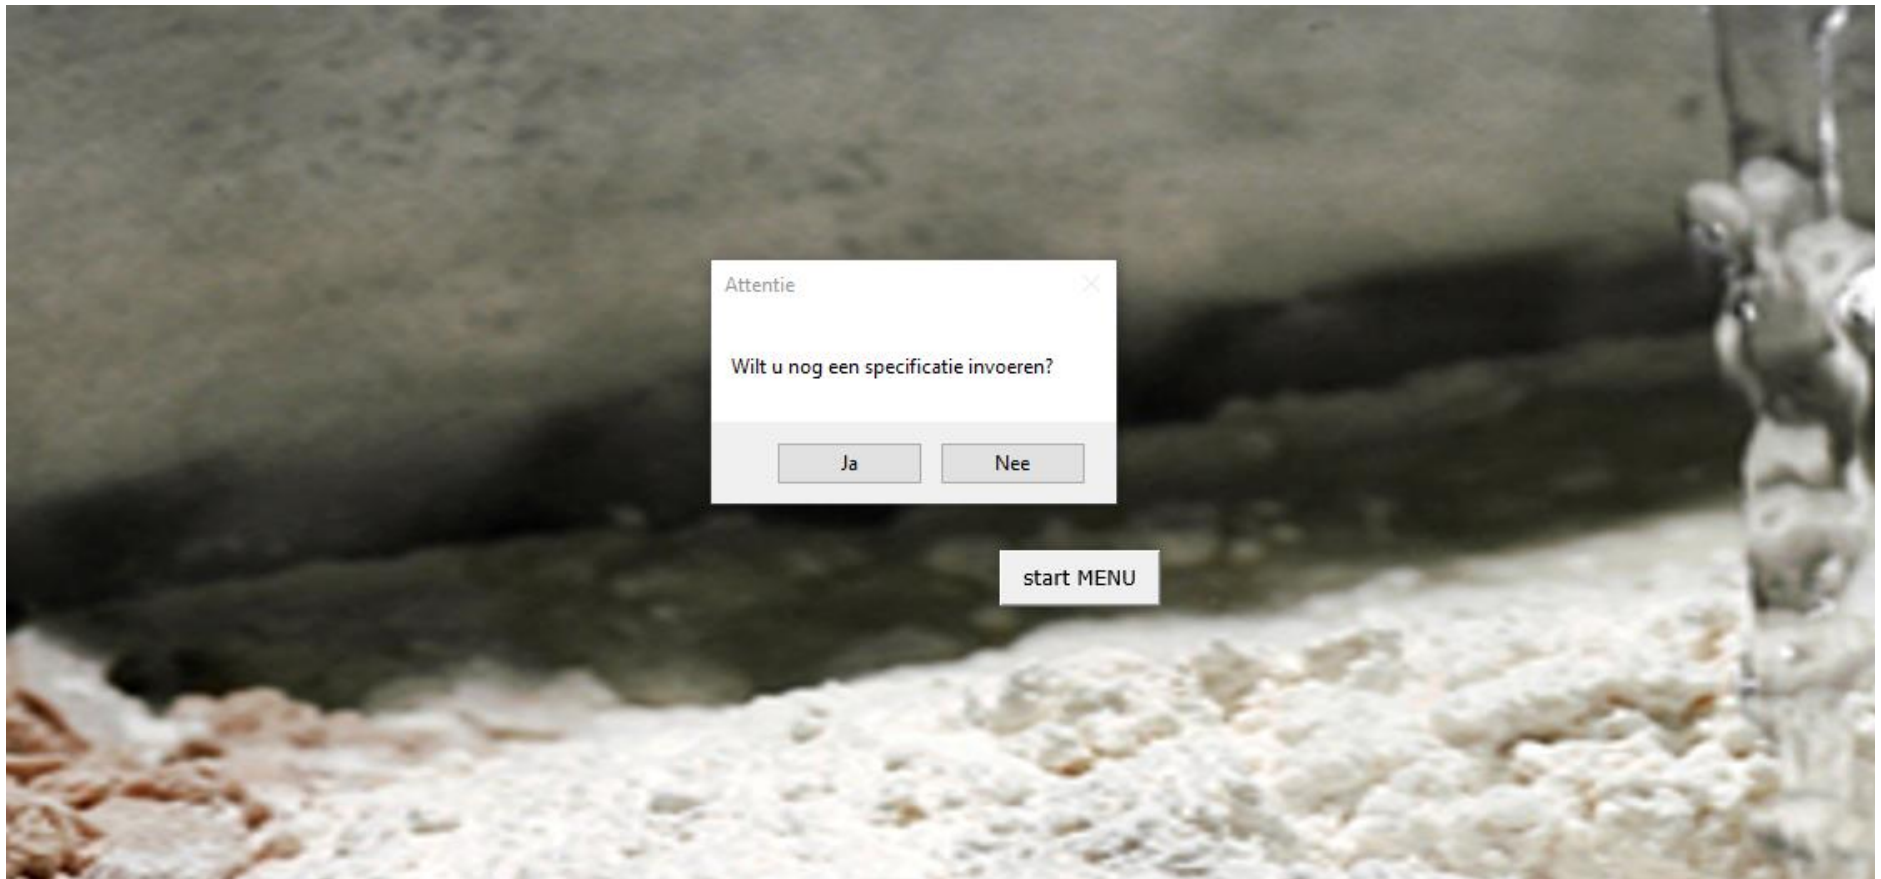 Attentie
Wilt u nog een specificatie invoeren?
Ja
Nee
start MENU